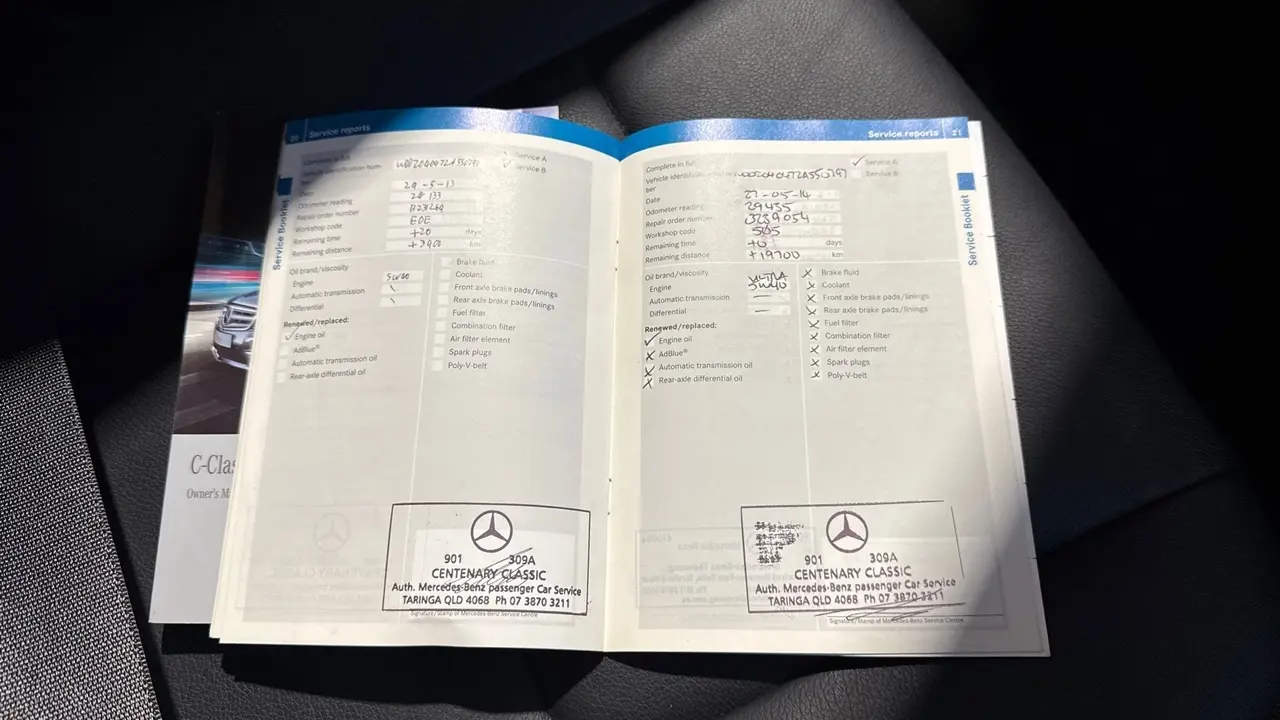 20 Service reports
Complete in full
Service A
Service B
Date
29-5-13
Odometer reading
Repair order number
Workshop code
EOE
Remaining time
+20 days
Remaining distance
+3900 km
Oil brand/viscosity
Engine
5W40
Automatic transmission
\
Differential
\
Renewed/replaced:
✓ Engine oil
AdBlue®
Automatic transmission oil
Rear-axle differential oil
Brake fluid
Coolant
Front axle brake pads/linings
Rear axle brake pads/linings
Fuel filter
Combination filter
Air filter element
Spark plugs
Poly-V-belt
901 309A
CENTENARY CLASSIC
Auth. Mercedes-Benz passenger Car Service
TARINGA QLD 4068 Ph 07 3870 3211
Signature/Stamp of Mercedes-Benz Service Centre
Service Booklet
C-Clas
Owner's Ma
Service reports 21
Complete in full
✓ Service A
Service B
Date
27-05-14
Odometer reading
29435
Repair order number
3239054
Workshop code
505
Remaining time
days
Remaining distance
+19700 km
Oil brand/viscosity
Engine
5W40
Automatic transmission
—
Differential
—
Renewed/replaced:
✓ Engine oil
X AdBlue®
X Automatic transmission oil
X Rear-axle differential oil
X Brake fluid
X Coolant
X Front axle brake pads/linings
X Rear axle brake pads/linings
X Fuel filter
X Combination filter
X Air filter element
X Spark plugs
X Poly-V-belt
901 309A
CENTENARY CLASSIC
Auth. Mercedes-Benz passenger Car Service
TARINGA QLD 4068 Ph 07 3870 3211
Signature/Stamp of Mercedes-Benz Service Centre
Service Booklet